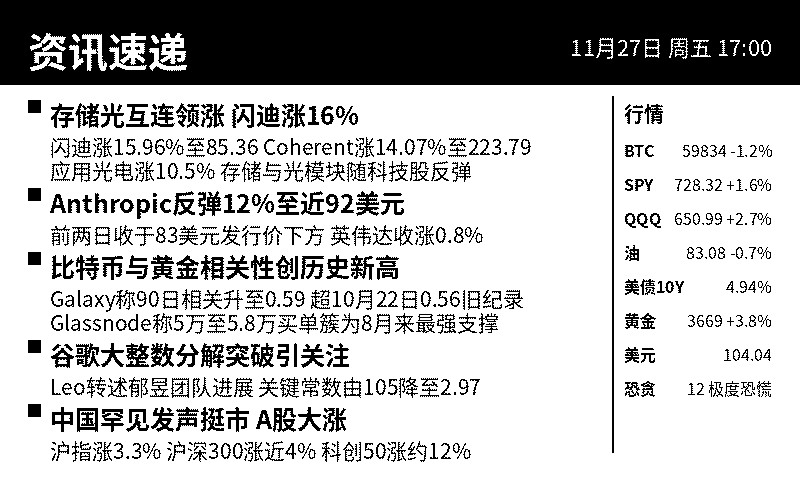 资讯速递
11月27日 周五 17:00
存储光互连领涨 闪迪涨16%
闪迪涨15.96%至85.36 Coherent涨14.07%至223.79
应用光电涨10.5% 存储与光模块随科技股反弹
Anthropic反弹12%至近92美元
前两日收于83美元发行价下方 英伟达收涨0.8%
比特币与黄金相关性创历史新高
Galaxy称90日相关升至0.59 超10月22日0.56旧纪录
Glassnode称5万至5.8万买单簇为8月来最强支撑
谷歌大整数分解突破引关注
Leo转述郁昱团队进展 关键常数由105降至2.97
中国罕见发声挺市 A股大涨
沪指涨3.3% 沪深300涨近4% 科创50涨约12%
行情
BTC 59834 -1.2%
SPY 728.32 +1.6%
QQQ 650.99 +2.7%
油 83.08 -0.7%
美债10Y 4.94%
黄金 3669 +3.8%
美元 104.04
恐贪 12 极度恐慌